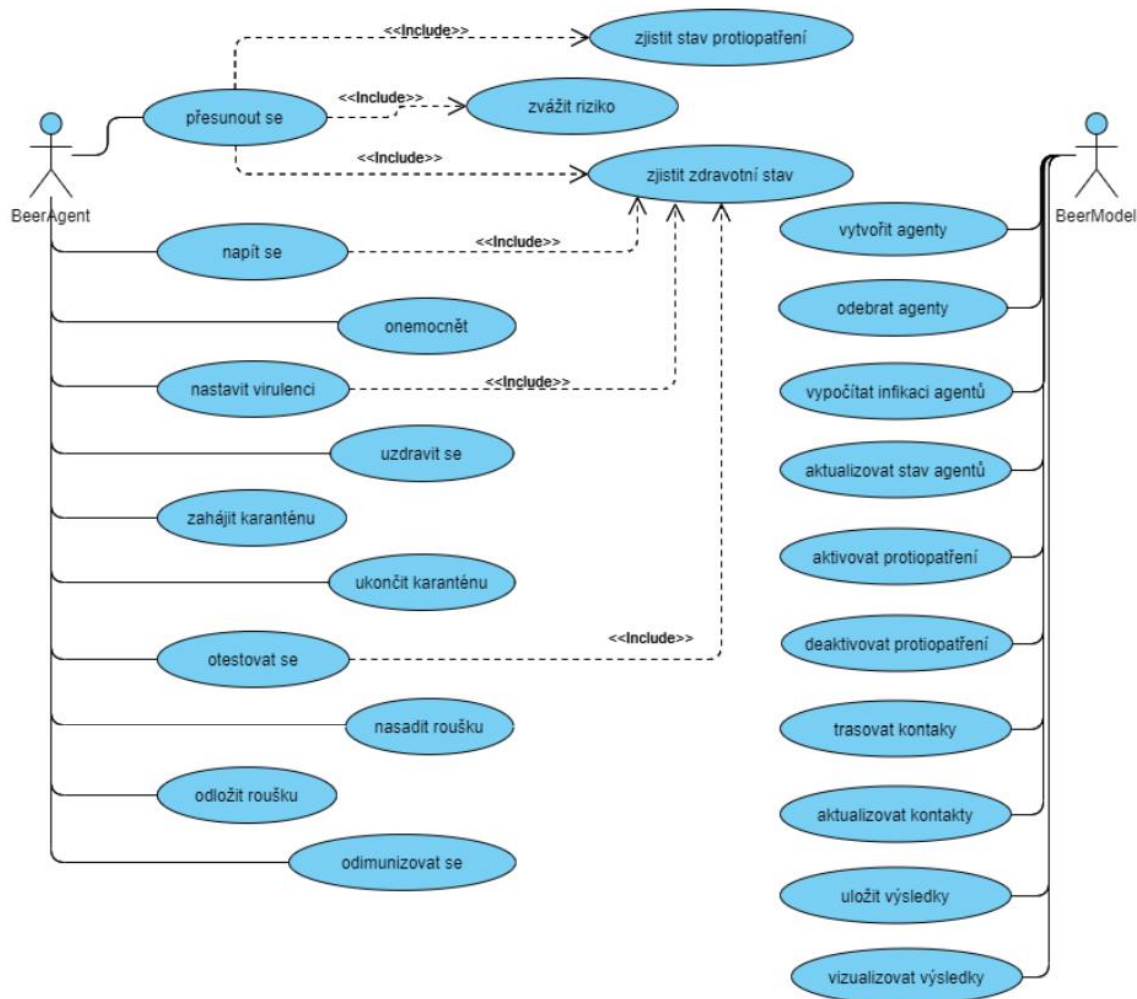 <<Include>>
zjistit stav protiopatření
přesunout se
<<Include>>
zvážit riziko
<<Include>>
zjistit zdravotní stav
BeerAgent
BeerModel
napít se
<<Include>>
vytvořit agenty
onemocnět
odebrat agenty
nastavit virulenci
<<Include>>
vypočítat infikaci agentů
uzdravit se
aktualizovat stav agentů
zahájit karanténu
aktivovat protiopatření
ukončit karanténu
<<Include>>
otestovat se
deaktivovat protiopatření
nasadit roušku
trasovat kontaky
odložit roušku
aktualizovat kontakty
odimunizovat se
uložit výsledky
vizualizovat výsledky